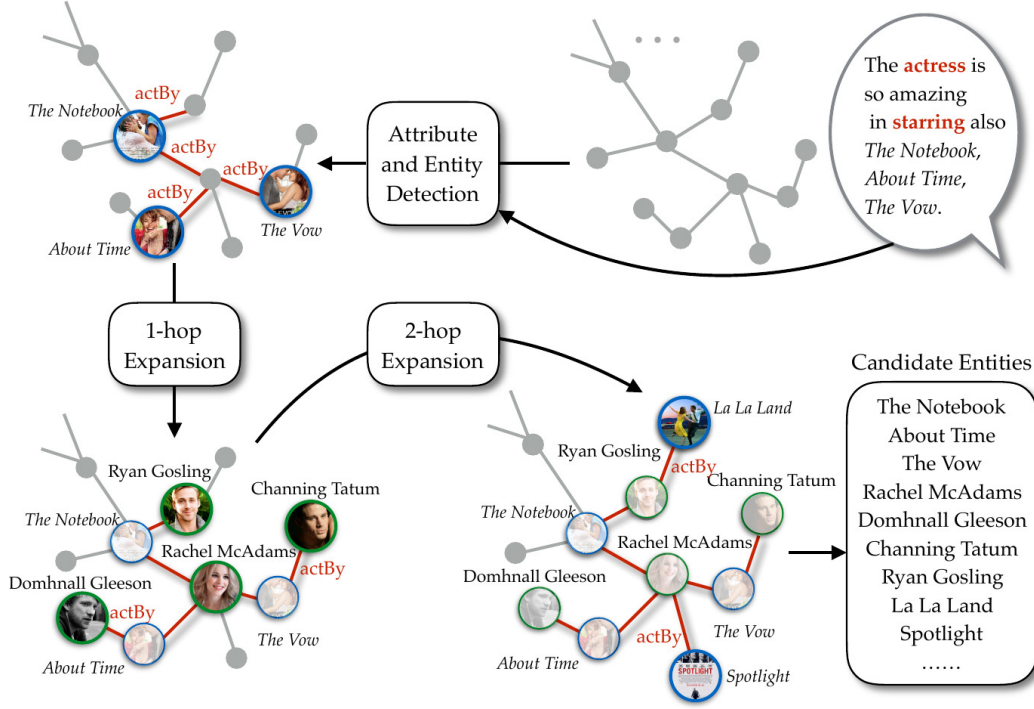 The actress is
so amazing
in starring also
The Notebook,
About Time,
The Vow.
Attribute
and Entity
Detection
actBy
The Notebook
actBy
actBy
actBy
The Vow
About Time
1-hop
Expansion
2-hop
Expansion
Ryan Gosling
Channing Tatum
The Notebook
Rachel McAdams
actBy
Domhnall Gleeson
actBy
The Vow
About Time
La La Land
Ryan Gosling
actBy
Channing Tatum
The Notebook
Rachel McAdams
Domhnall Gleeson
actBy
The Vow
About Time
SPOTLIGHT
Spotlight
Candidate Entities
The Notebook
About Time
The Vow
Rachel McAdams
Domhnall Gleeson
Channing Tatum
Ryan Gosling
La La Land
Spotlight
......